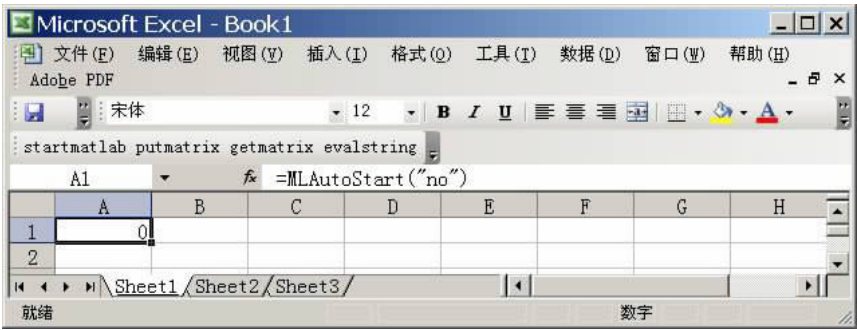 Microsoft Excel - Book1
文件(F) 编辑(E) 视图(V) 插入(I) 格式(O) 工具(T) 数据(D) 窗口(W) 帮助(H)
Adobe PDF
宋体 12 B I U A
startmatlab putmatrix getmatrix evalstring
A1 fx =MLAutoStart("no")
A B C D E F G H
1 0
2
Sheet1 Sheet2 Sheet3
就绪 数字